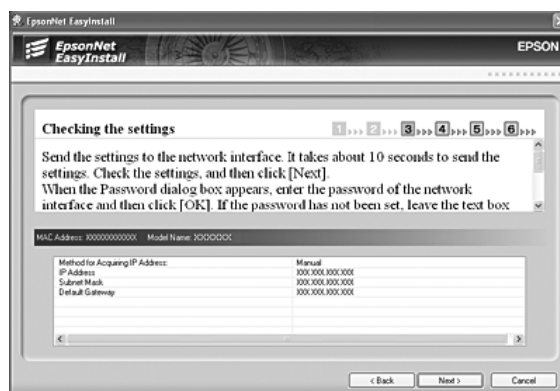 EpsonNet EasyInstall
EpsonNet
EasyInstall
EPSON
Checking the settings
1 2 3 4 5 6
Send the settings to the network interface. It takes about 10 seconds to send the
settings. Check the settings, and then click [Next].
When the Password dialog box appears, enter the password of the network
interface and then click [OK]. If the password has not been set, leave the text box
MAC Address: XXXXXXXXXXXX Model Name: XXXXXXX
Method for Acquiring IP Address: Manual
IP Address XXX.XXX.XXX.XXX
Subnet Mask XXX.XXX.XXX.XXX
Default Gateway XXX.XXX.XXX.XXX
< Back Next > Cancel